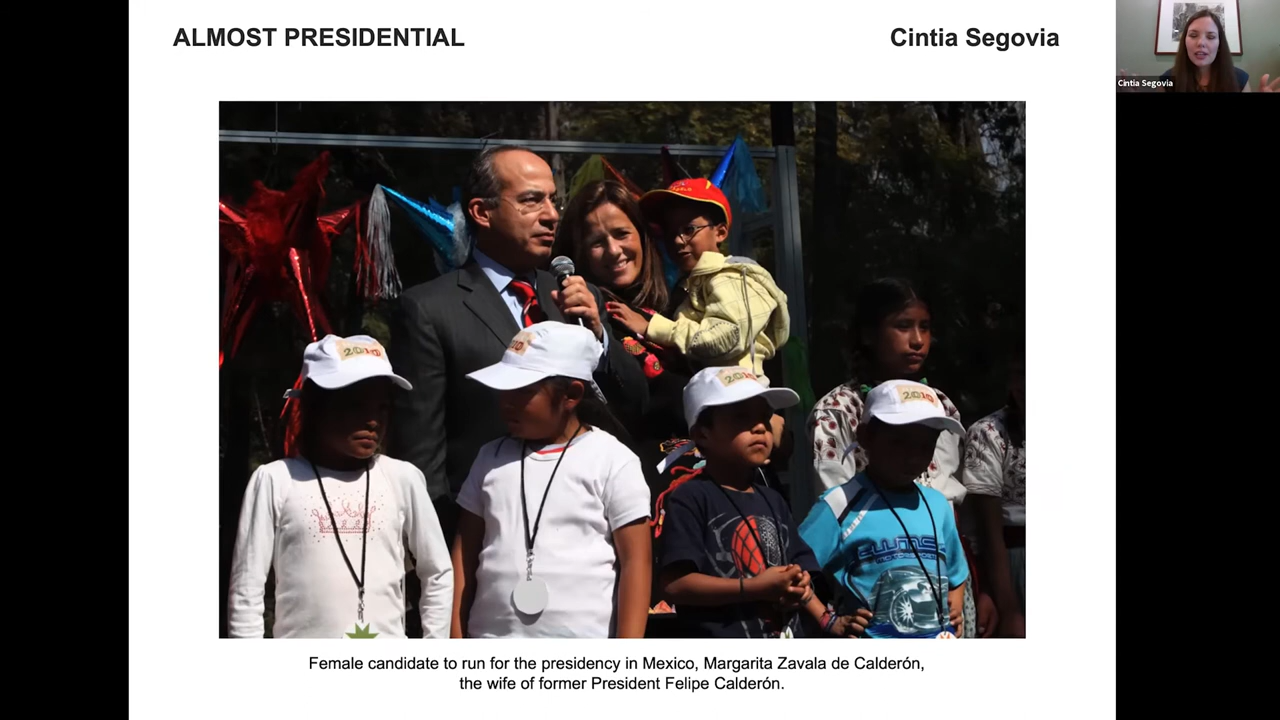 ALMOST PRESIDENTIAL
Cintia Segovia
Cintia Segovia
2010
2010
2010
Female candidate to run for the presidency in Mexico, Margarita Zavala de Calderón,
the wife of former President Felipe Calderón.